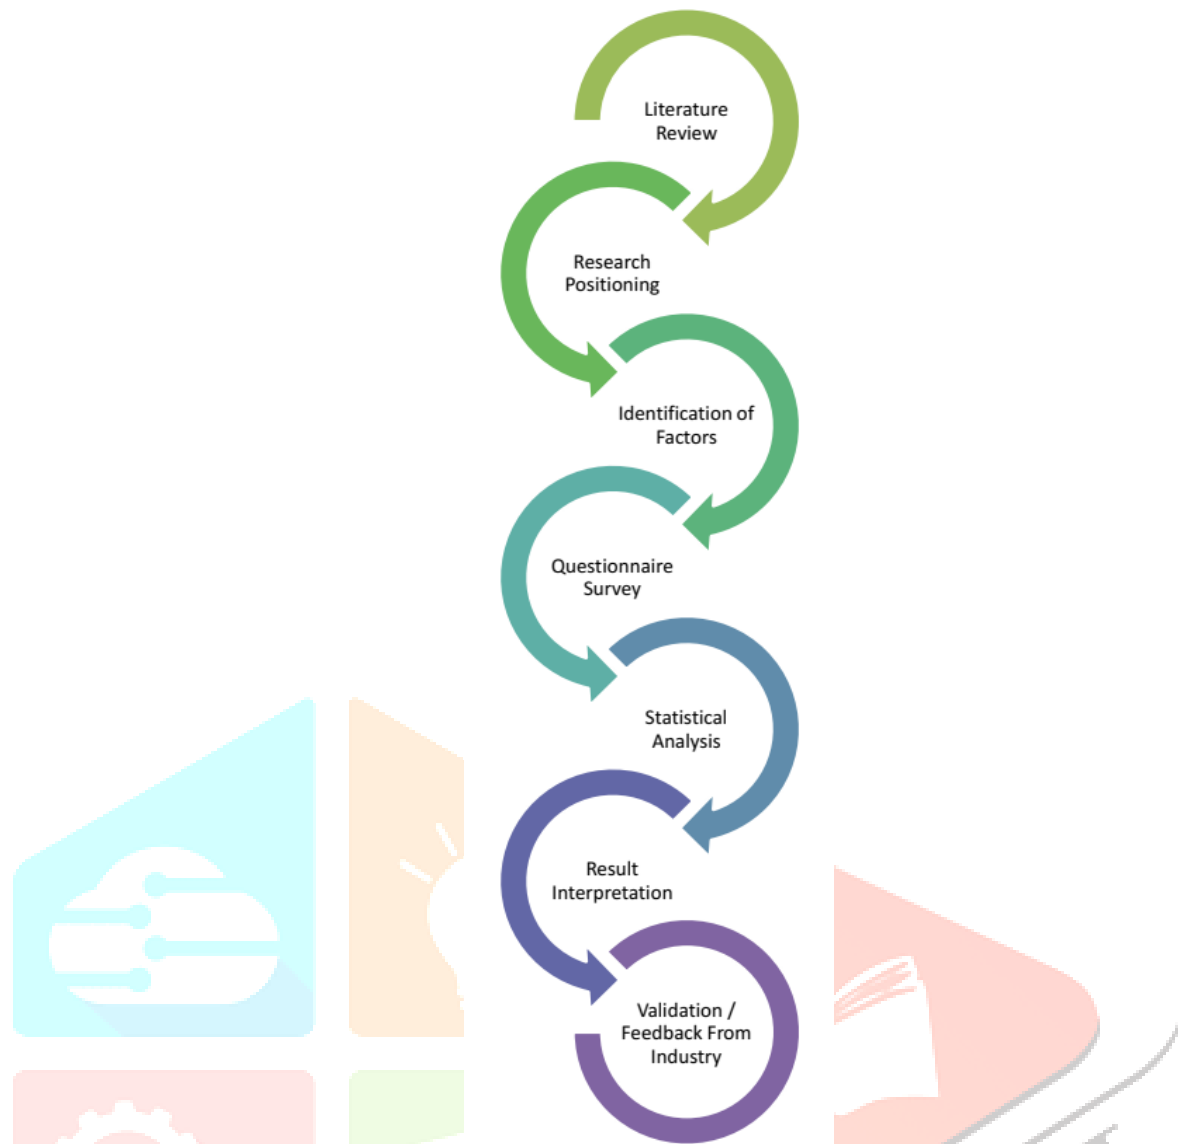 Literature
Review
Research
Positioning
Identification of
Factors
Questionnaire
Survey
Statistical
Analysis
Result
Interpretation
Validation /
Feedback From
Industry